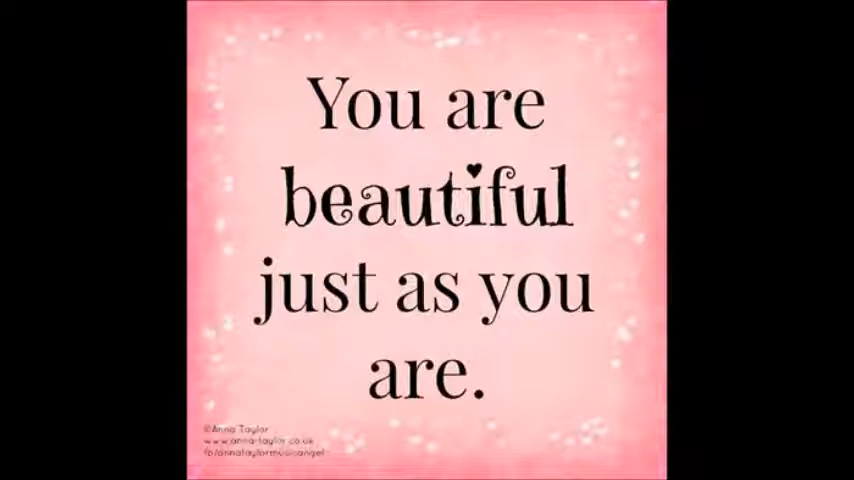 You are
beautiful
just as you
are.
©Anna Taylor
www.anna-taylor.co.uk
fb/annataylormusicangel